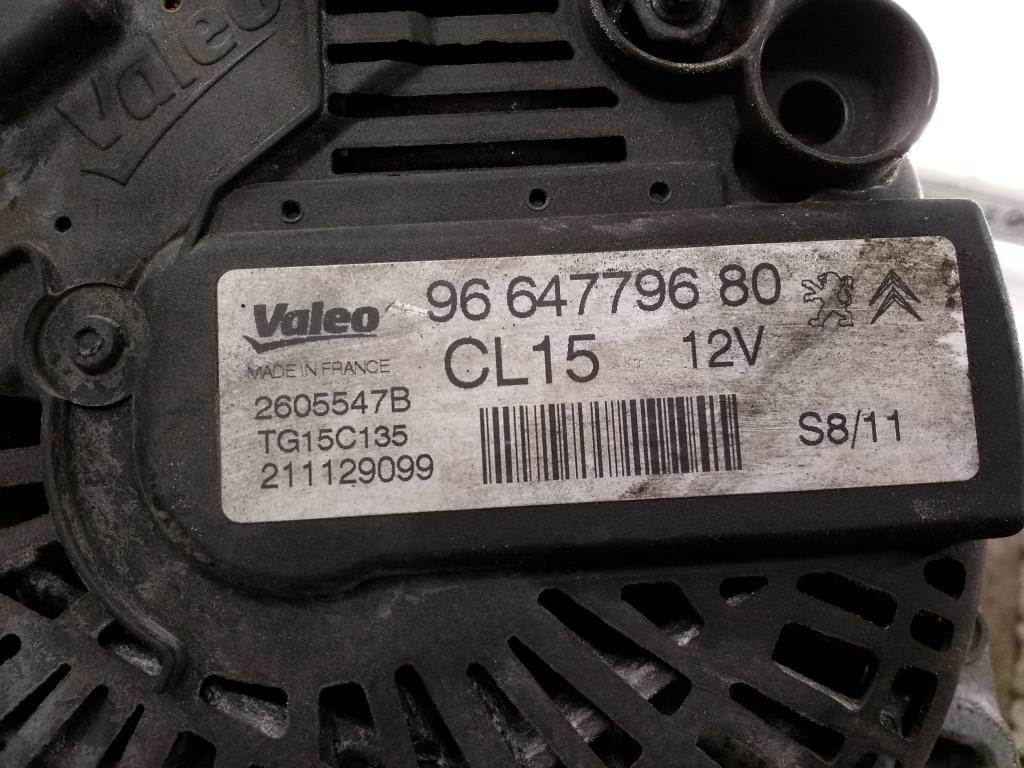 Valeo
Valeo 96 647796 80
CL15 12V
MADE IN FRANCE
2605547B
TG15C135 S8/11
211129099